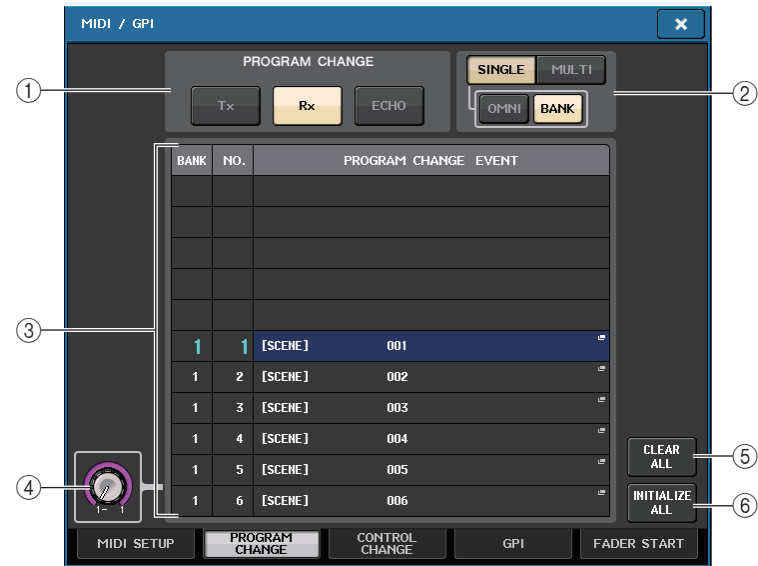 MIDI / GPI
×
PROGRAM CHANGE
Tx Rx ECHO
SINGLE MULTI
OMNI BANK
1
2
BANK NO. PROGRAM CHANGE EVENT
1 1 [SCENE] 001
1 2 [SCENE] 002
1 3 [SCENE] 003
1 4 [SCENE] 004
1 5 [SCENE] 005
1 6 [SCENE] 006
3
4
1- 1
CLEAR
ALL
5
INITIALIZE
ALL
6
MIDI SETUP
PROGRAM
CHANGE
CONTROL
CHANGE
GPI
FADER START